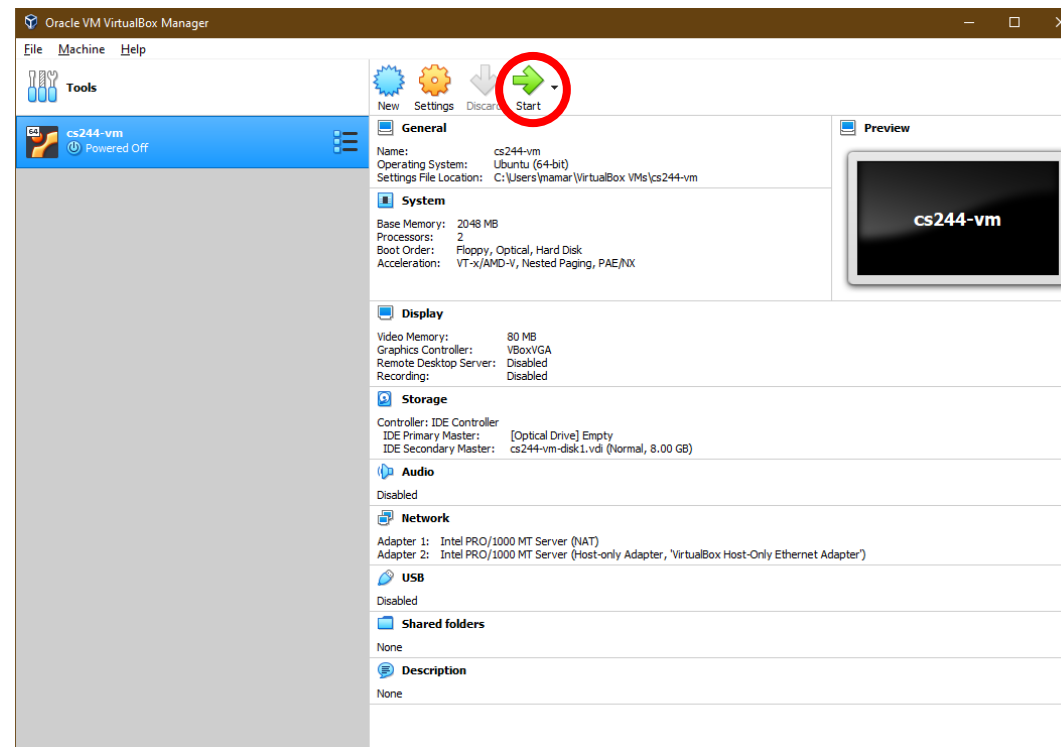 Oracle VM VirtualBox Manager
File Machine Help
Tools
New Settings Discard Start
64
cs244-vm
Powered Off
General
Name: cs244-vm
Operating System: Ubuntu (64-bit)
Settings File Location: C:\Users\mamar\VirtualBox VMs\cs244-vm
Preview
cs244-vm
System
Base Memory: 2048 MB
Processors: 2
Boot Order: Floppy, Optical, Hard Disk
Acceleration: VT-x/AMD-V, Nested Paging, PAE/NX
Display
Video Memory: 80 MB
Graphics Controller: VBoxVGA
Remote Desktop Server: Disabled
Recording: Disabled
Storage
Controller: IDE Controller
IDE Primary Master: [Optical Drive] Empty
IDE Secondary Master: cs244-vm-disk1.vdi (Normal, 8.00 GB)
Audio
Disabled
Network
Adapter 1: Intel PRO/1000 MT Server (NAT)
Adapter 2: Intel PRO/1000 MT Server (Host-only Adapter, 'VirtualBox Host-Only Ethernet Adapter')
USB
Disabled
Shared folders
None
Description
None